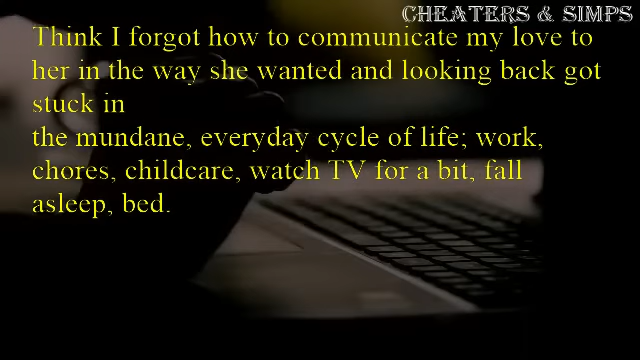 CHEATERS & SIMPS
Think I forgot how to communicate my love to
her in the way she wanted and looking back got
stuck in
the mundane, everyday cycle of life; work,
chores, childcare, watch TV for a bit, fall
asleep, bed.